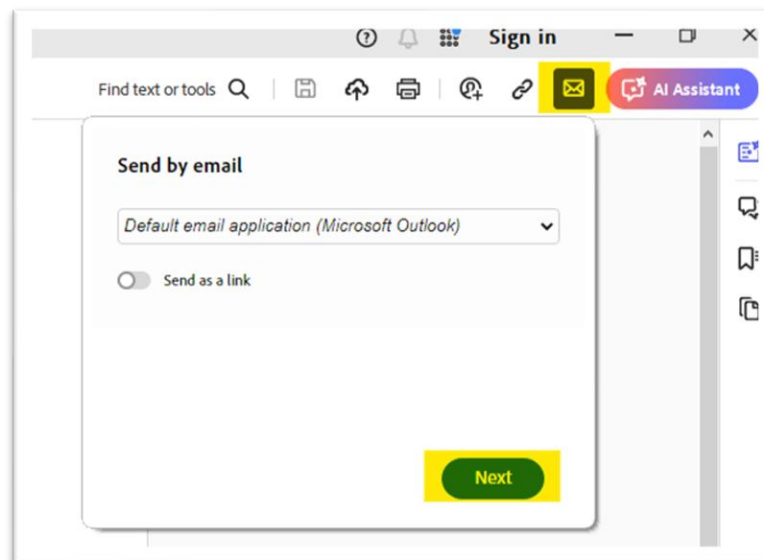 Sign in
Find text or tools
AI Assistant
Send by email
Default email application (Microsoft Outlook)
Send as a link
Next